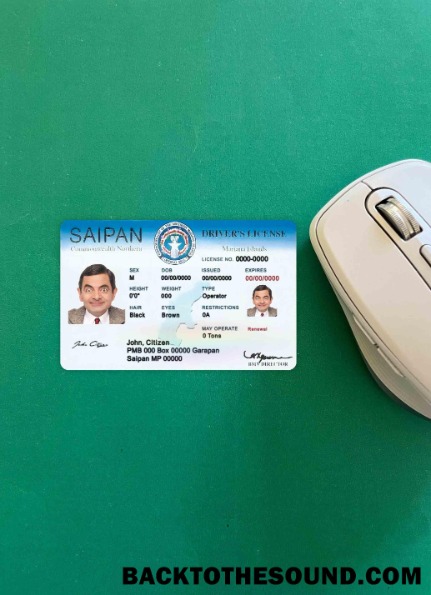 SAIPAN
DRIVER'S LICENSE
Commonwealth Northern
Mariana Islands
LICENSE NO. 0000-0000
SEX DOB ISSUED EXPIRES
M 00/00/0000 00/00/0000 00/00/0000
HEIGHT WEIGHT TYPE
0'0" 000 Operator
HAIR EYES RESTRICTIONS
Black Brown 0A
MAY OPERATE Renewal
0 Tons
John, Citizen
PMB 000 Box 00000 Garapan
Saipan MP 00000
BMV DIRECTOR
BACKTOTHESOUND.COM